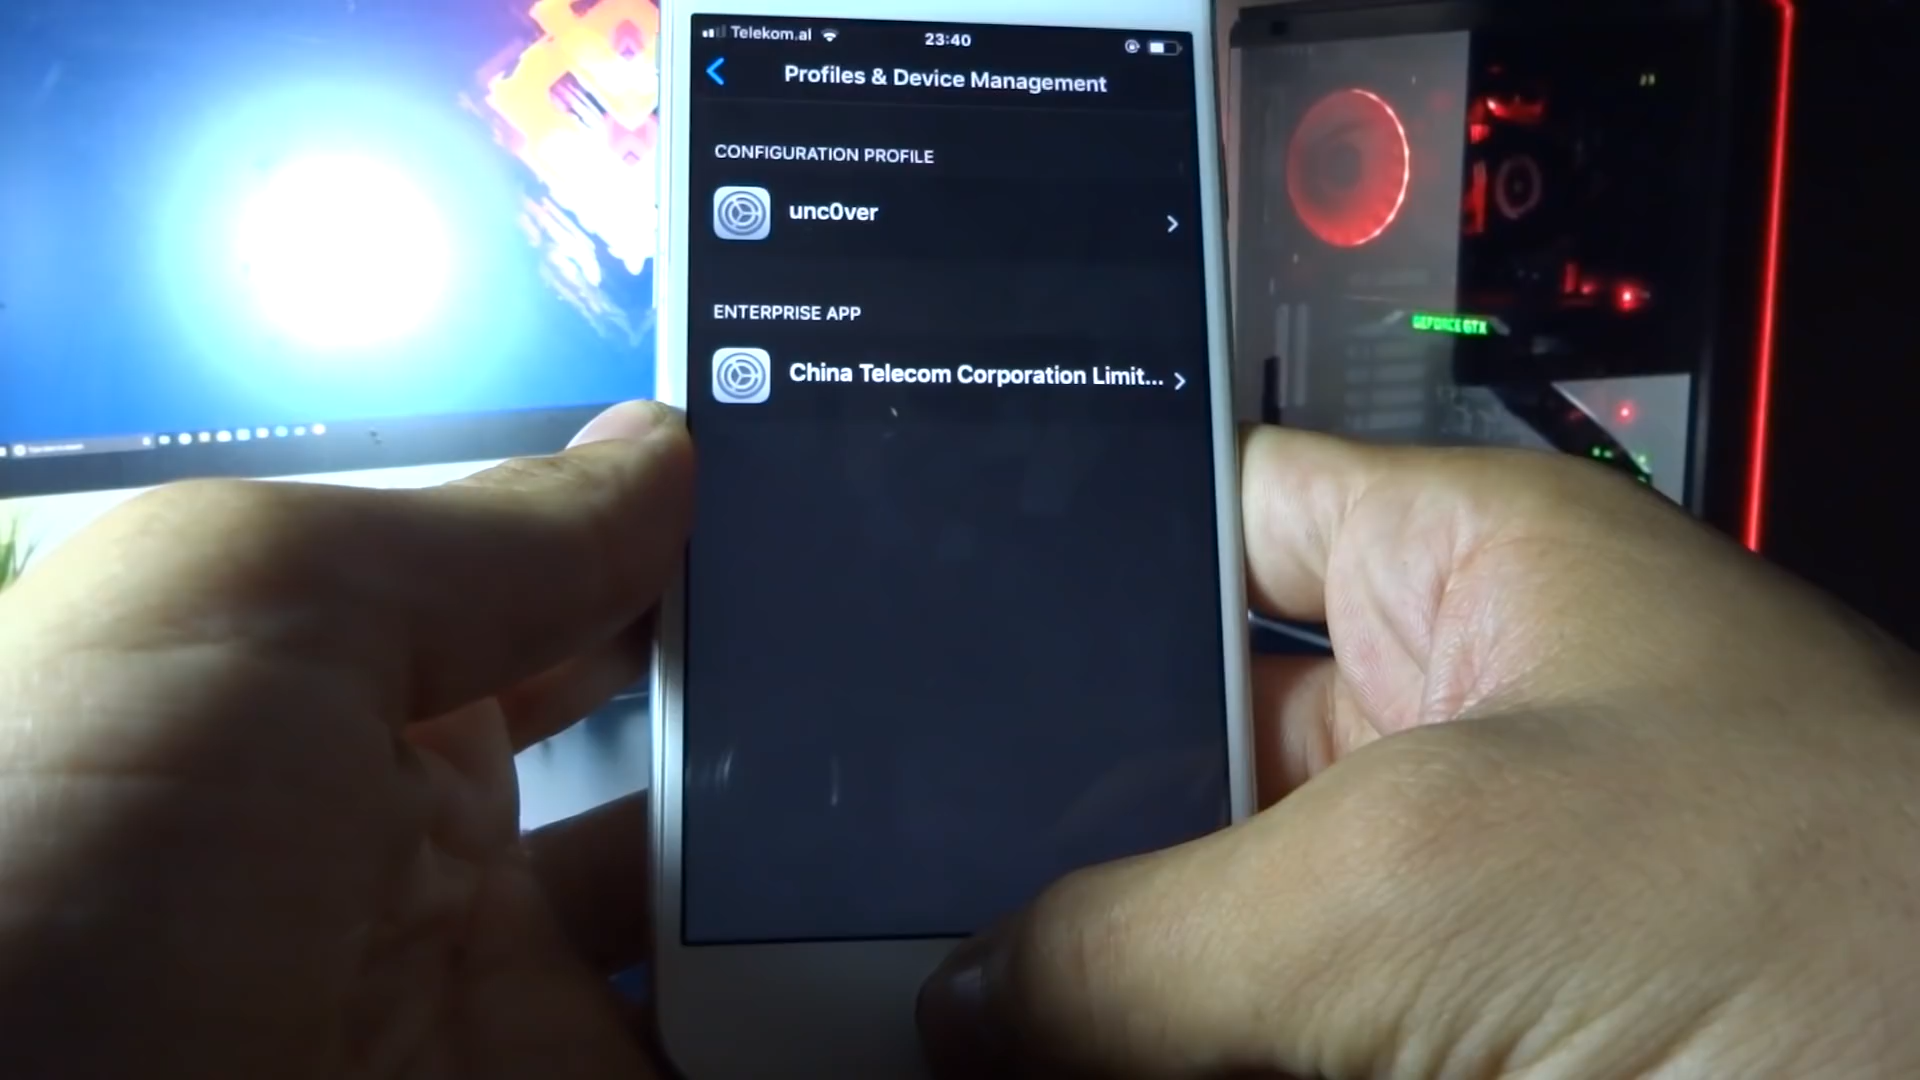 Telekom.al
23:40
Profiles & Device Management
CONFIGURATION PROFILE
unc0ver
ENTERPRISE APP
China Telecom Corporation Limit...
GEFORCE GTX